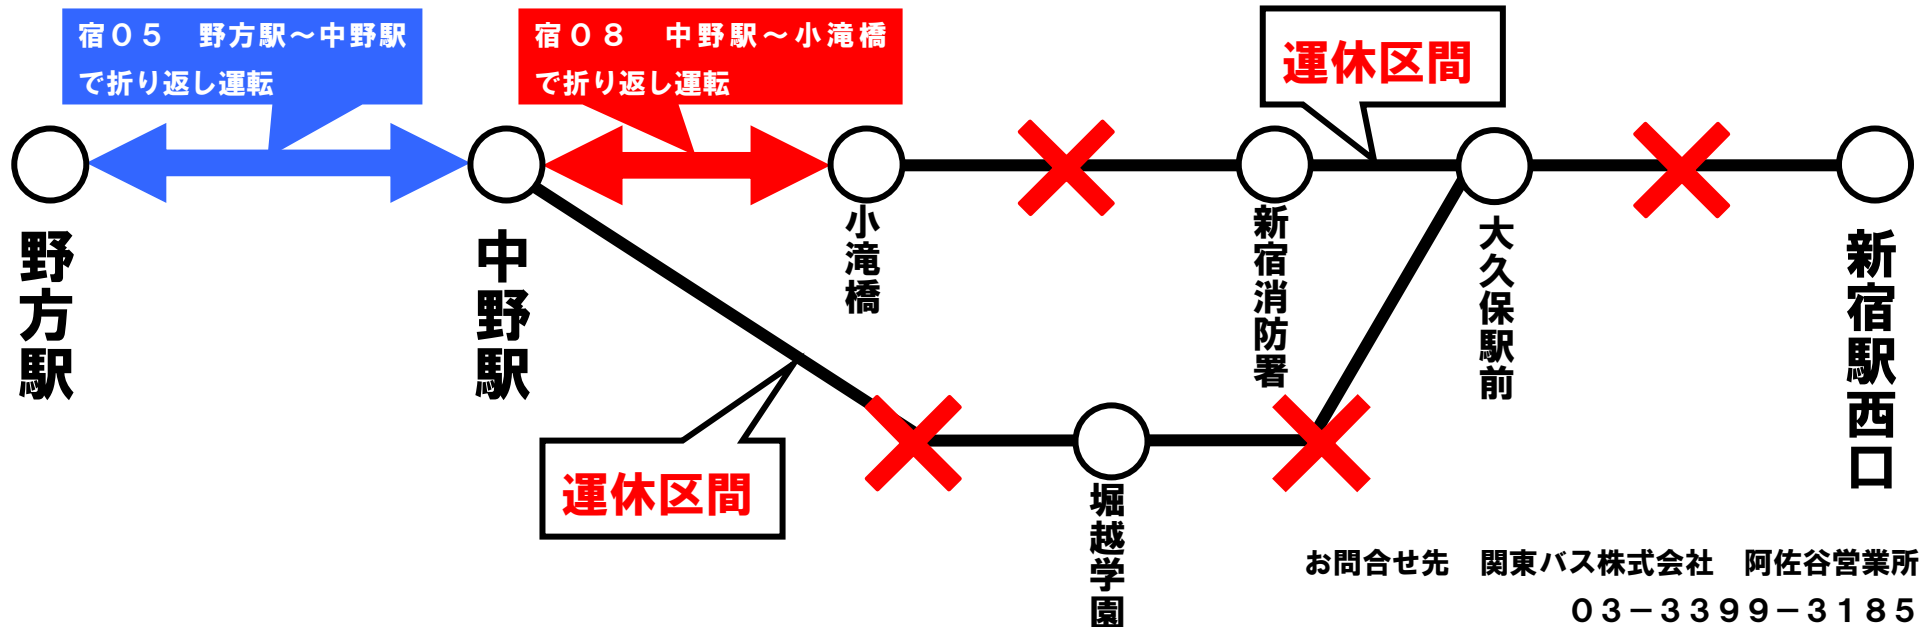 宿０５　野方駅～中野駅
で折り返し運転
宿０８　中野駅～小滝橋
で折り返し運転
運休区間
野方駅
中野駅
小滝橋
新宿消防署
大久保駅前
新宿駅西口
運休区間
堀越学園
お問合せ先　関東バス株式会社　阿佐谷営業所
０３－３３９９－３１８５